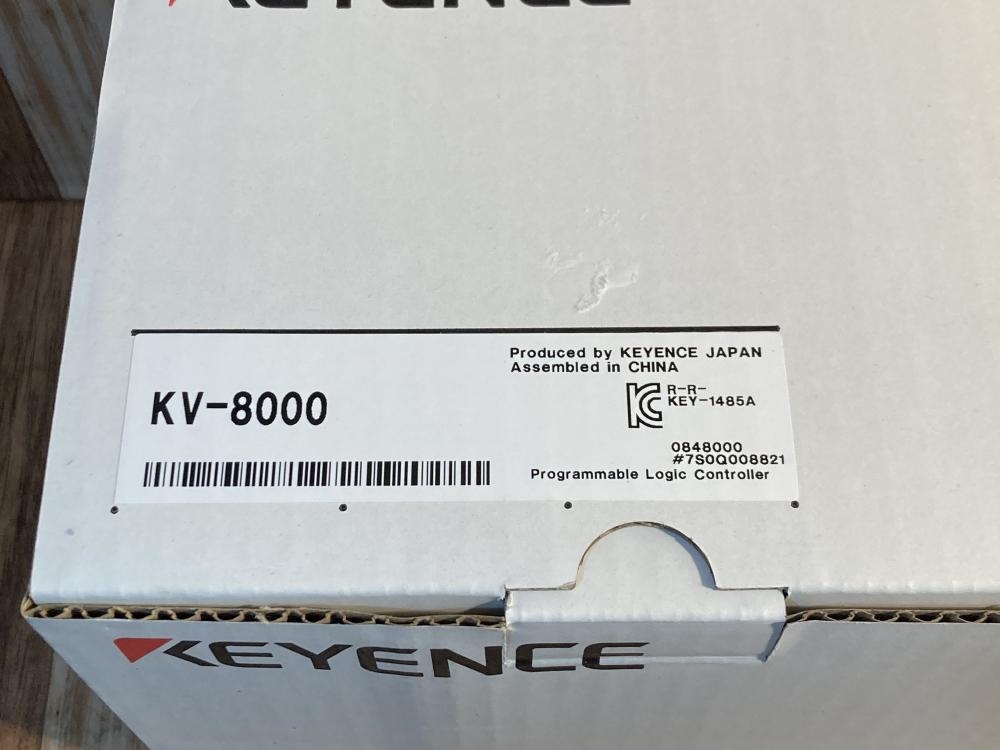 KEYENCE
Produced by KEYENCE JAPAN
Assembled in CHINA
KV-8000
R-R-
KEY-1485A
0848000
#7S0Q008821
Programmable Logic Controller
KEYENCE